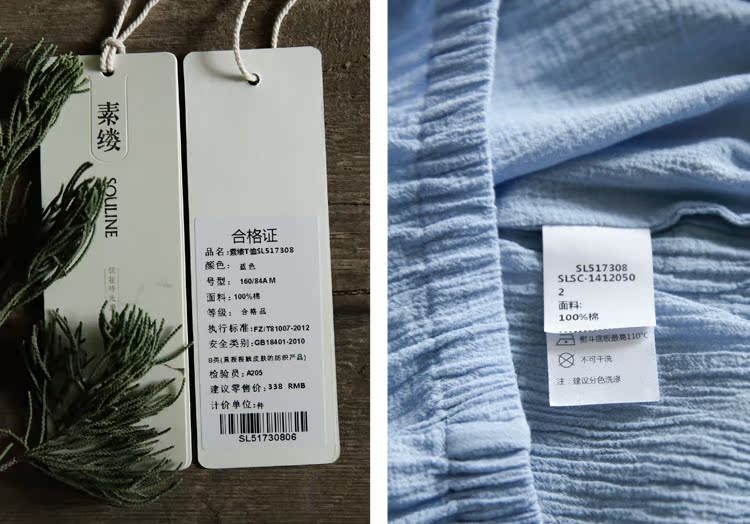 素缕
SOULINE
合格证
品名：素缕T恤SL517308
颜色： 蓝色
号型： 160/84A M
面料： 100%棉
等级： 合格品
执行标准：FZ/T81007-2012
安全类别：GB18401-2010
B类(直接接触皮肤的纺织产品)
检验员： A205
建议零售价： 338 RMB
计价单位： 件
SL51730806
SL517308
SLSC-1412050
2
面料：
100%棉
熨斗底板最高110℃
不可干洗
注：建议分色洗涤